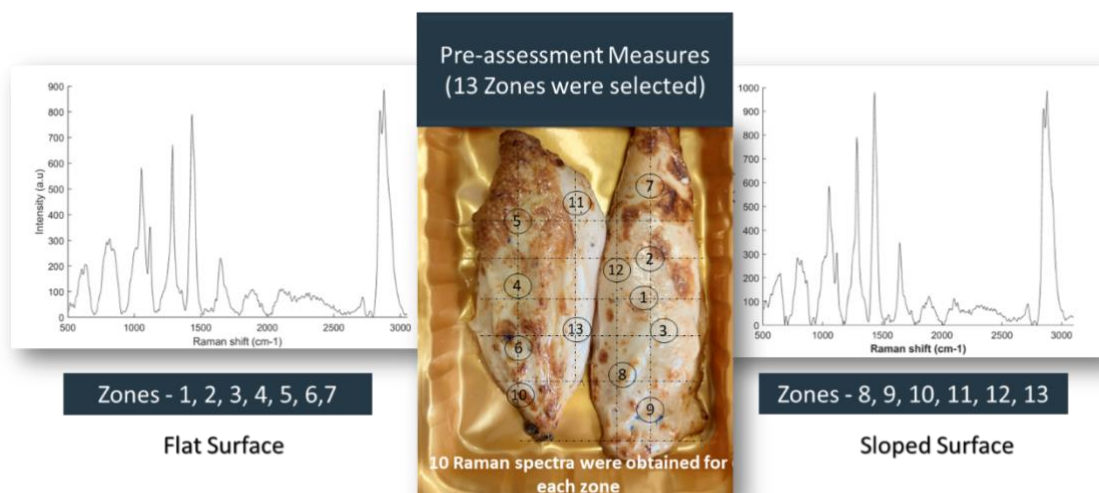 Pre-assessment Measures
(13 Zones were selected)
900
800
700
600
500
400
300
200
100
0
Intensity (a.u)
500 1000 1500 2000 2500 3000
Raman shift (cm-1)
Zones - 1, 2, 3, 4, 5, 6,7
Flat Surface
7
11
5
2
12
4
1
13
3
6
8
10
9
10 Raman spectra were obtained for
each zone
1000
900
800
700
600
500
400
300
200
100
0
500 1000 1500 2000 2500 3000
Raman shift (cm-1)
Zones - 8, 9, 10, 11, 12, 13
Sloped Surface